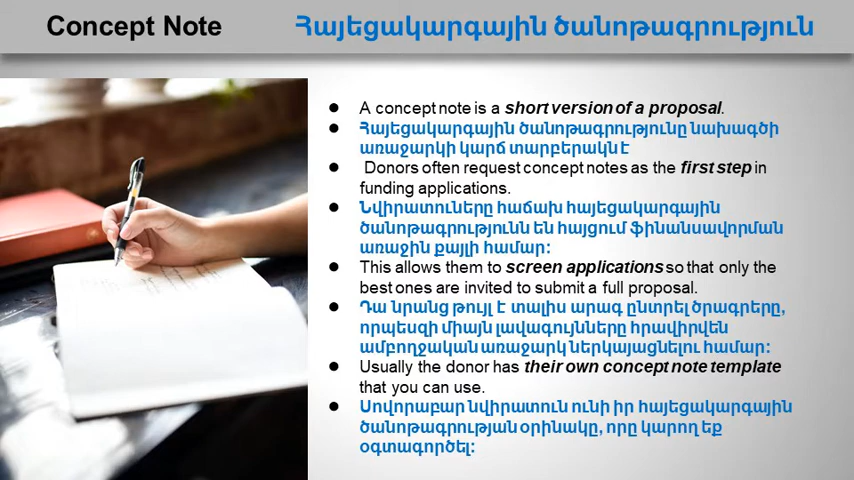 Concept Note Հայեցակարգային ծանոթագրություն
● A concept note is a short version of a proposal.
● Հայեցակարգային ծանոթագրությունը նախագծի
առաջարկի կարճ տարբերակն է
● Donors often request concept notes as the first step in
funding applications.
● Նվիրատուները հաճախ հայեցակարգային
ծանոթագրությունն են հայցում ֆինանսավորման
առաջին քայլի համար:
● This allows them to screen applications so that only the
best ones are invited to submit a full proposal.
● Դա նրանց թույլ է տալիս արագ ընտրել ծրագրերը,
որպեսզի միայն լավագույնները հրավիրվեն
ամբողջական առաջարկ ներկայացնելու համար:
● Usually the donor has their own concept note template
that you can use.
● Սովորաբար նվիրատուն ունի իր հայեցակարգային
ծանոթագրության օրինակը, որը կարող եք
օգտագործել: